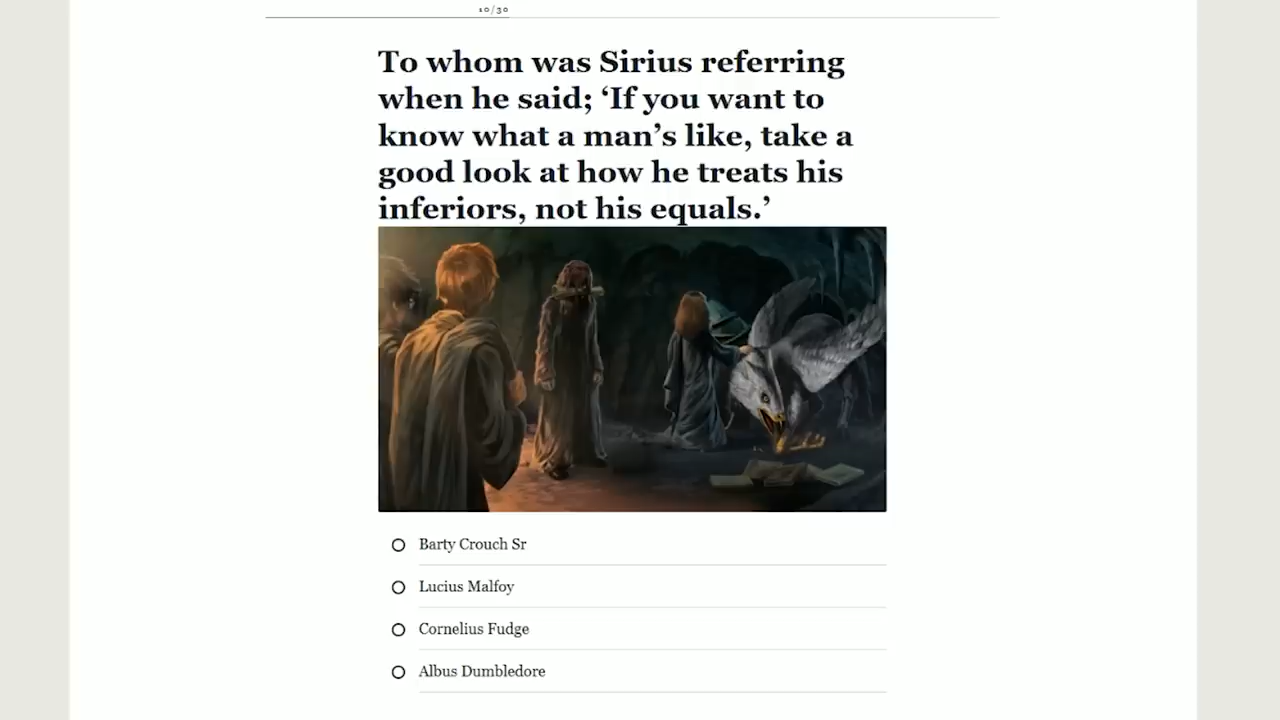 10/30
To whom was Sirius referring
when he said; ‘If you want to
know what a man’s like, take a
good look at how he treats his
inferiors, not his equals.’
Barty Crouch Sr
Lucius Malfoy
Cornelius Fudge
Albus Dumbledore